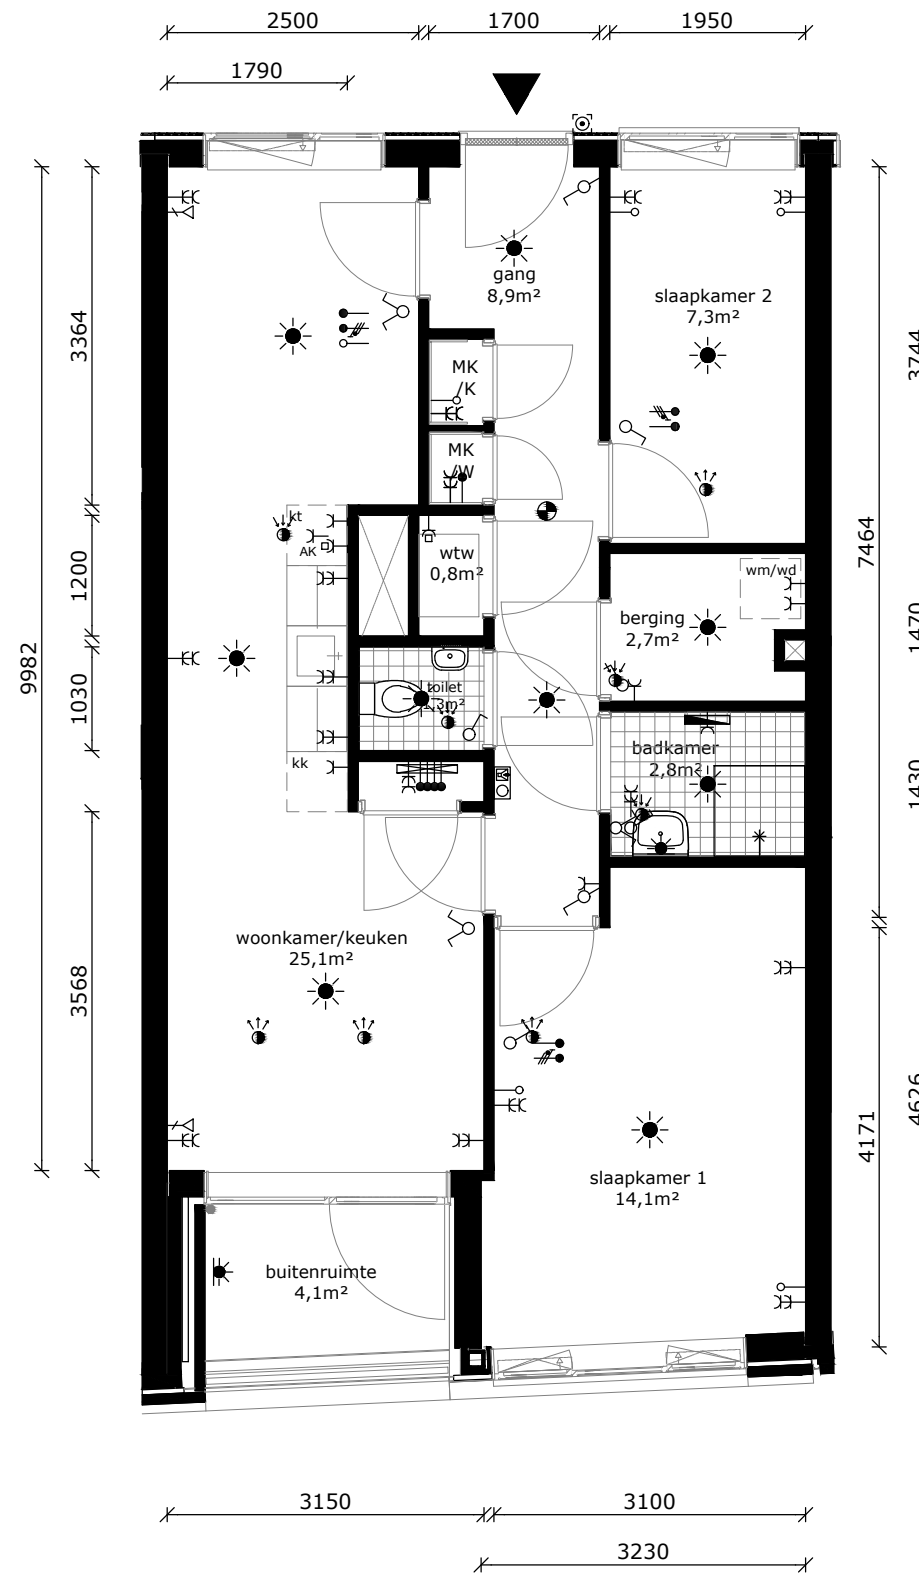 2500
1700
1950
1790
gang
8,9m²
slaapkamer 2
7,3m²
3364
3744
MK
/K
MK
/W
kt
AK
wtw
0,8m²
1200
7464
wm/wd
berging
2,7m²
1470
9982
1030
toilet
1,3m²
badkamer
2,8m²
kk
1430
woonkamer/keuken
25,1m²
3568
4171
4626
slaapkamer 1
14,1m²
buitenruimte
4,1m²
3150
3100
3230